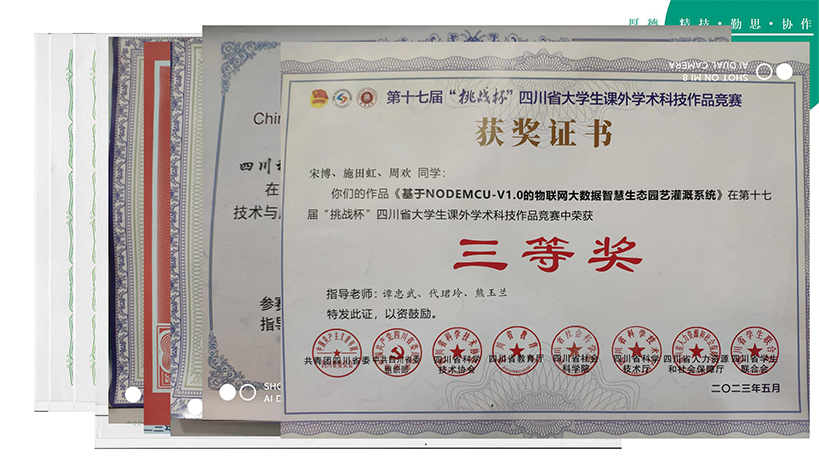 厚德 精技·勤思·协作
SHOT ON MI 8
AI DUAL CAMERA
第十七届“挑战杯”四川省大学生课外学术科技作品竞赛
获奖证书
宋博、施田虹、周欢 同学：
你们的作品《基于NODEMCU-V1.0的物联网大数据智慧生态园艺灌溉系统》在第十七
届“挑战杯”四川省大学生课外学术科技作品竞赛中荣获
三等奖
指导老师：谭忠武、代珺玲、熊玉兰
特发此证，以资鼓励。
共青团四川省委 中共四川省委 四川省科学 四川省教育厅 四川省社会 四川省科学 四川省人力资源 四川省学生
技术协会 科学院 技术厅 和社会保障厅 联合会
二〇二三年五月
Chin
四川
在
技术与
参赛
指导
SHO
AI D